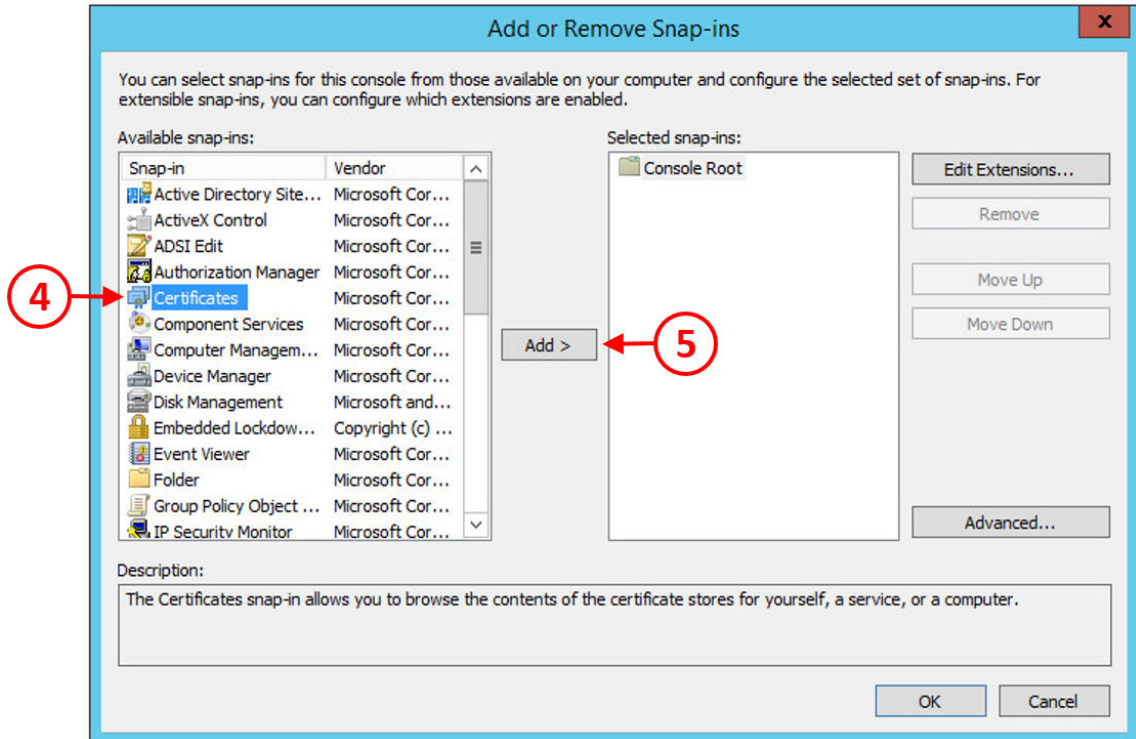 Add or Remove Snap-ins
x
You can select snap-ins for this console from those available on your computer and configure the selected set of snap-ins. For
extensible snap-ins, you can configure which extensions are enabled.
Available snap-ins:
Snap-in Vendor
Active Directory Site... Microsoft Cor...
ActiveX Control Microsoft Cor...
ADSI Edit Microsoft Cor...
Authorization Manager Microsoft Cor...
4 Certificates Microsoft Cor...
Component Services Microsoft Cor...
Computer Managem... Microsoft Cor...
Device Manager Microsoft Cor...
Disk Management Microsoft and...
Embedded Lockdow... Copyright (c) ...
Event Viewer Microsoft Cor...
Folder Microsoft Cor...
Group Policy Object ... Microsoft Cor...
IP Security Monitor Microsoft Cor...
Add >
5
Selected snap-ins:
Console Root
Edit Extensions...
Remove
Move Up
Move Down
Advanced...
Description:
The Certificates snap-in allows you to browse the contents of the certificate stores for yourself, a service, or a computer.
OK Cancel